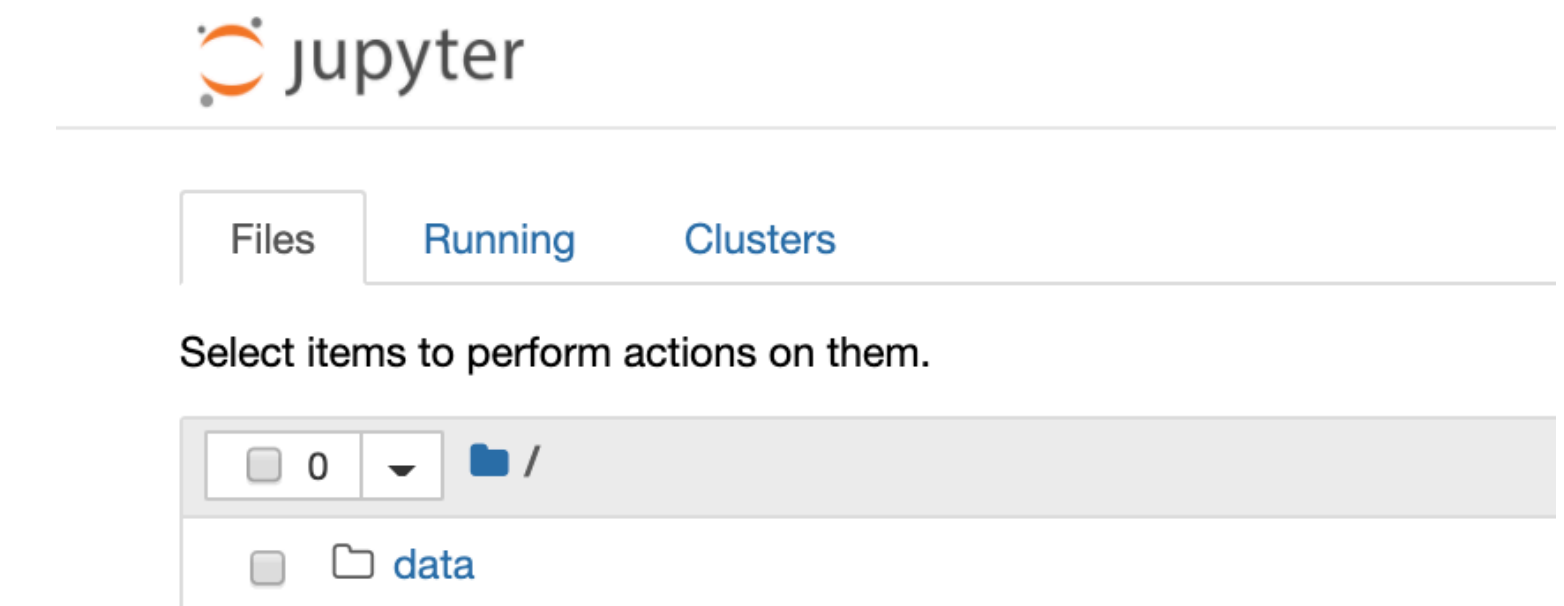 jupyter
Files Running Clusters
Select items to perform actions on them.
0 /
data